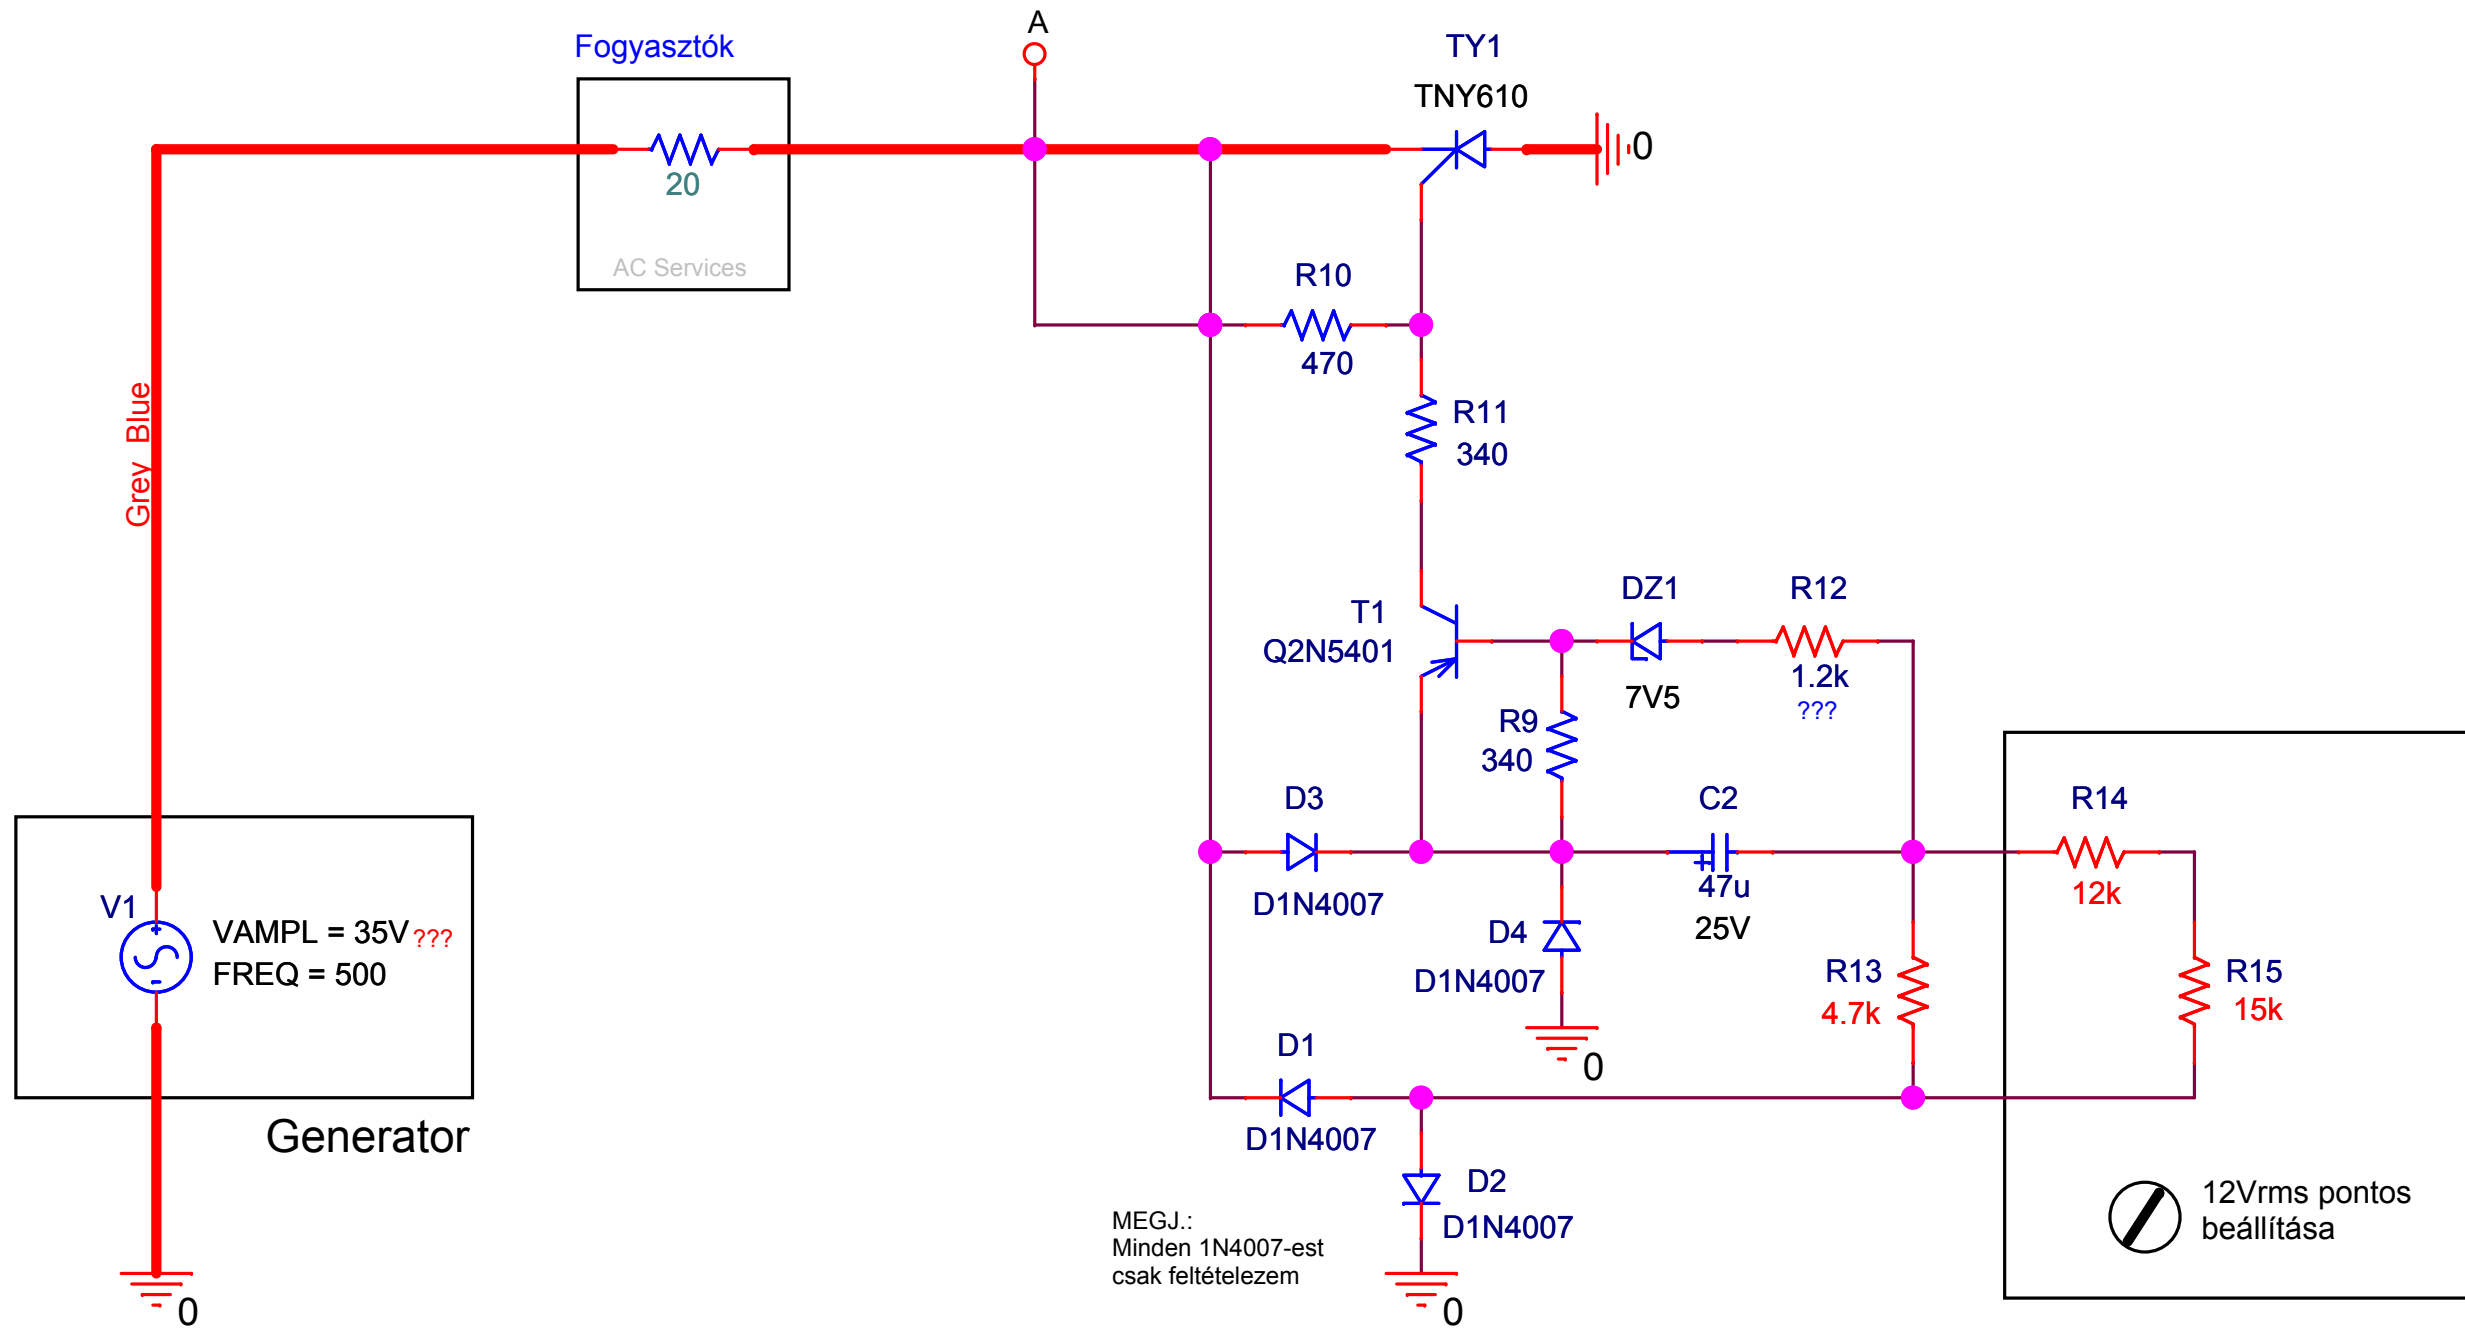 A
Fogyasztók
TY1
TNY610
0
20
AC Services
R10
470
Grey Blue
R11
340
DZ1
R12
T1
Q2N5401
7V5
1.2k
???
R9
340
D3
C2
R14
D1N4007
47u
25V
12k
V1
VAMPL = 35V ???
FREQ = 500
D4
D1N4007
R13
4.7k
R15
15k
0
D1
D1N4007
Generator
D2
D1N4007
MEGJ.:
Minden 1N4007-est
csak feltételezem
12Vrms pontos
beállítása
0
0